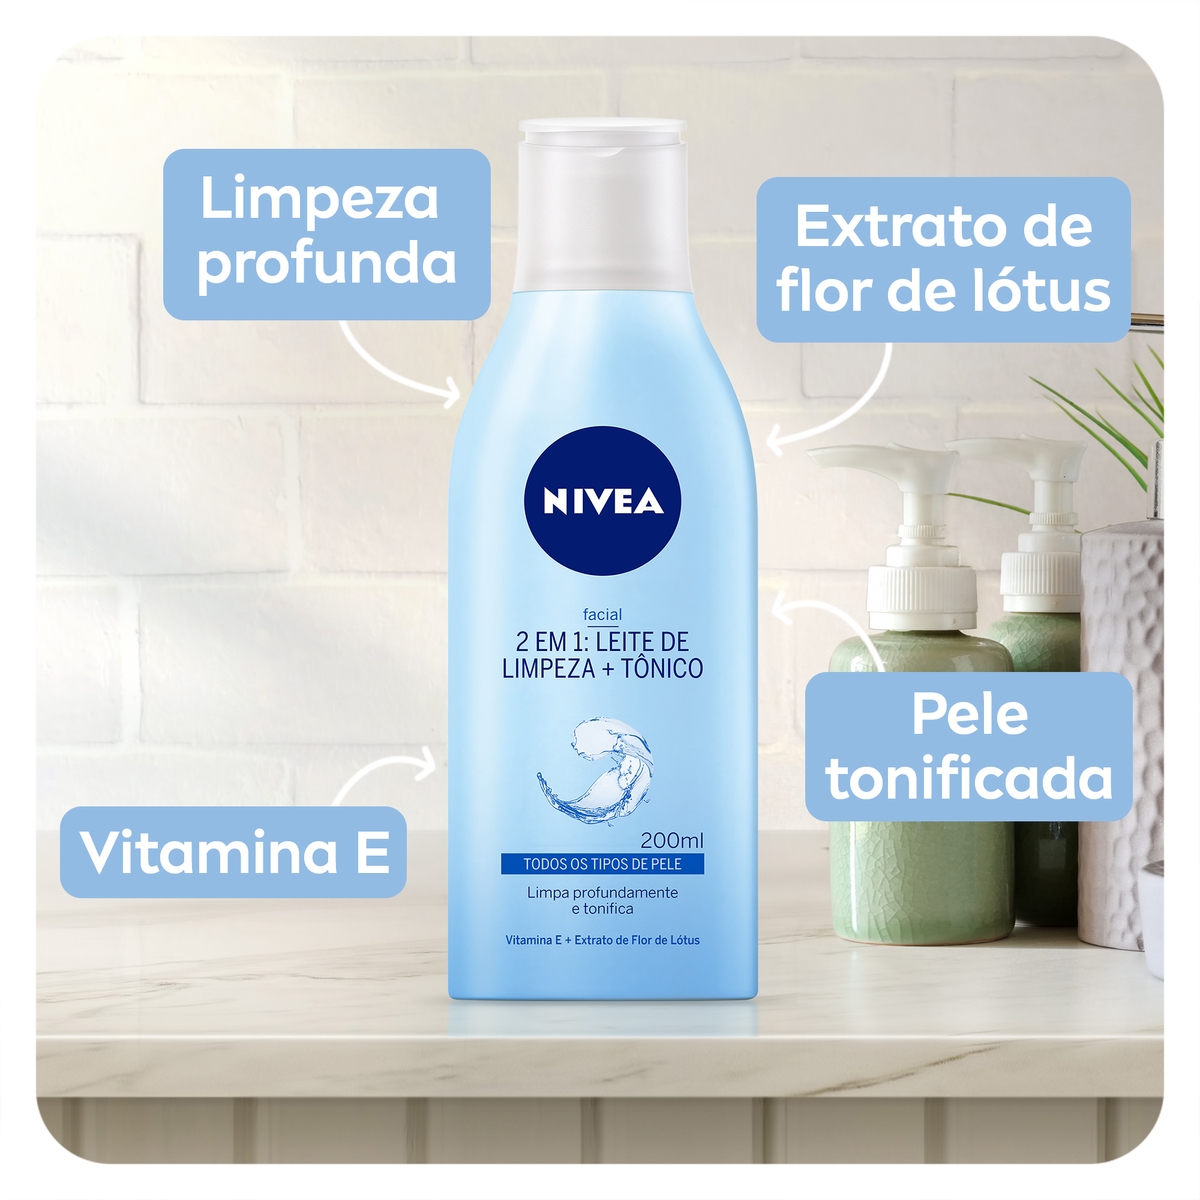 Limpeza
profunda
Extrato de
flor de lótus
NIVEA
facial
2 EM 1: LEITE DE
LIMPEZA + TÔNICO
Pele
tonificada
Vitamina E
200ml
TODOS OS TIPOS DE PELE
Limpa profundamente
e tonifica
Vitamina E + Extrato de Flor de Lótus